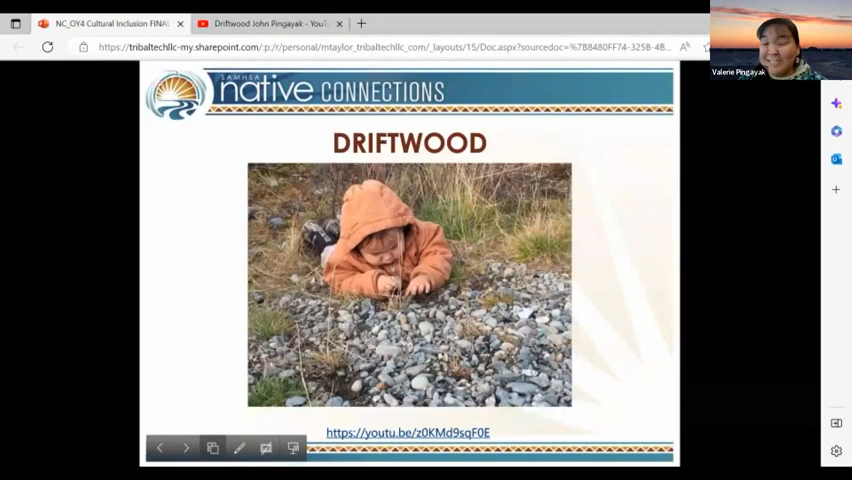 NC_OY4 Cultural Inclusion FINAL
Driftwood John Pingayak - YouT
https://tribaltechllc-my.sharepoint.com/:p:/r/personal/mtaylor_tribaltechllc_com/_layouts/15/Doc.aspx?sourcedoc=%7B8480FF74-325B-4B...
Valerie Pingayak
SAMHSA
native CONNECTIONS
DRIFTWOOD
https://youtu.be/z0KMd9sqF0E